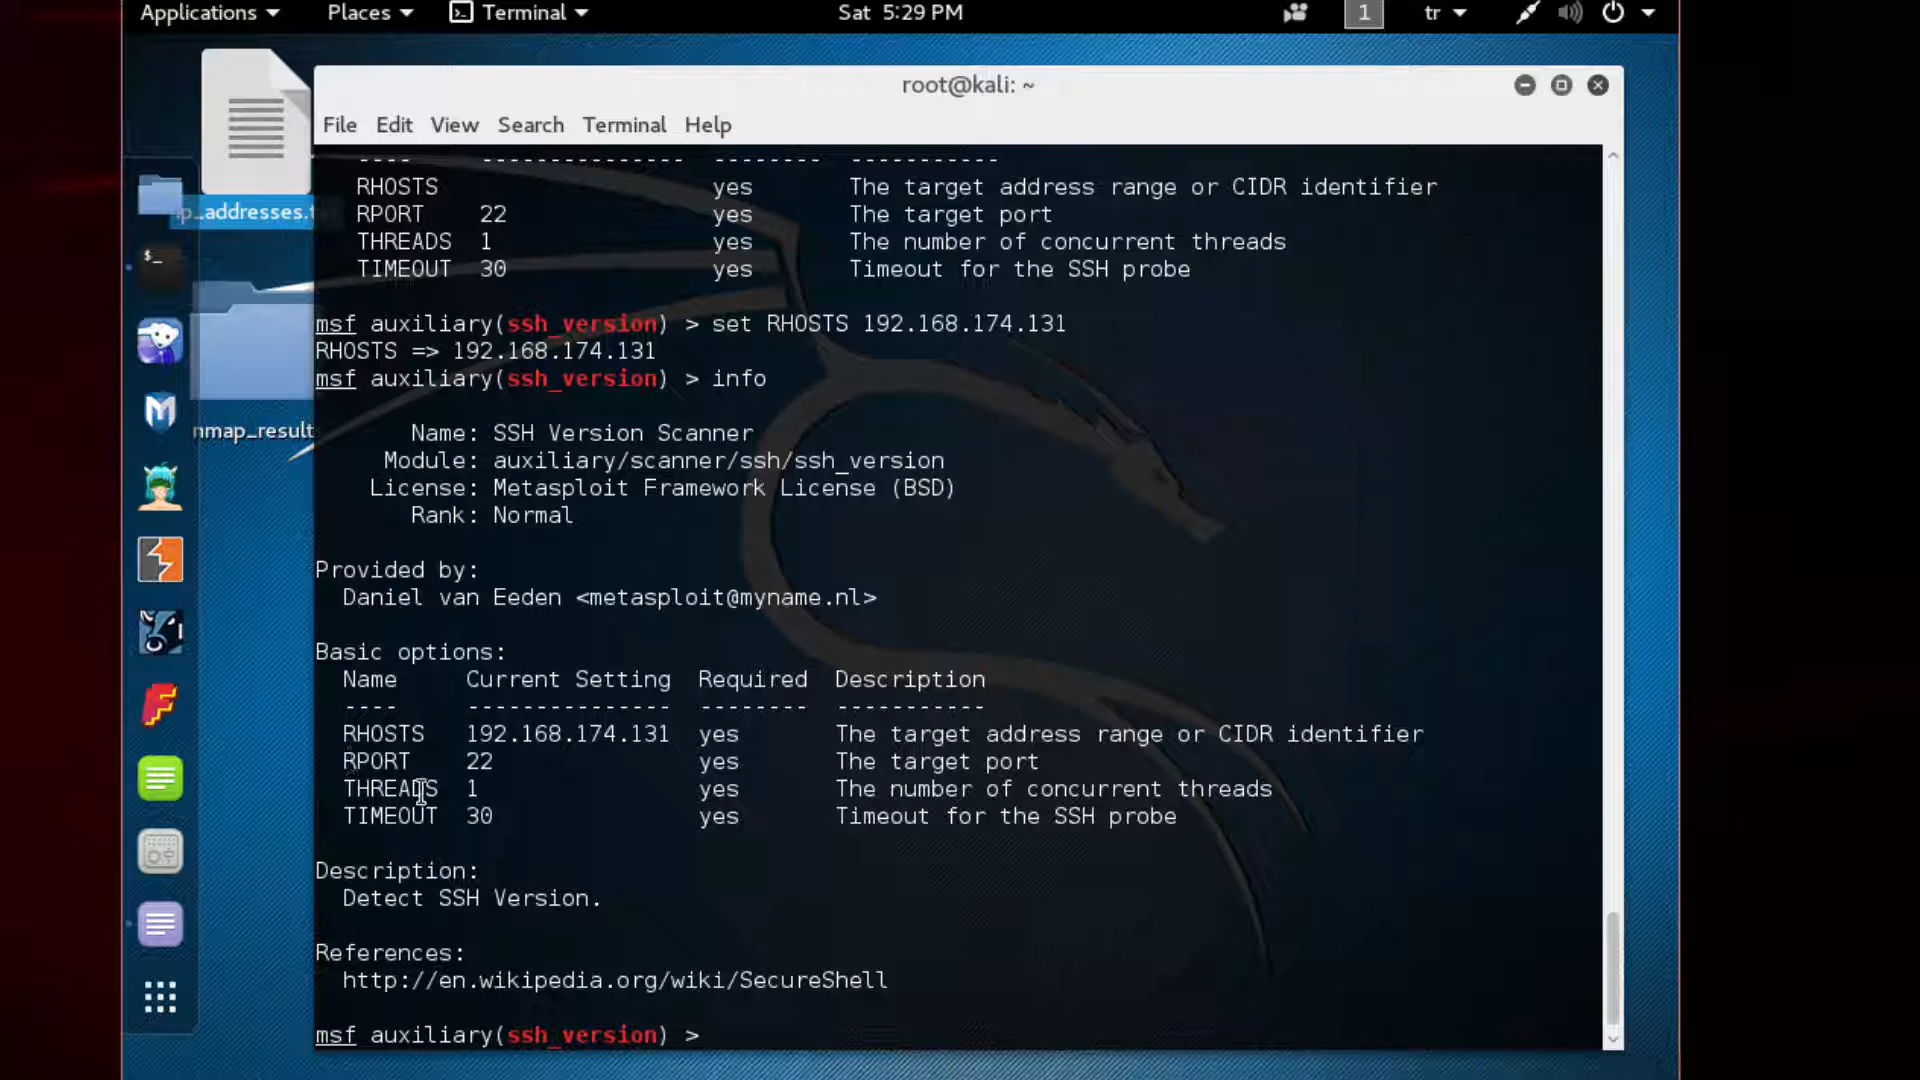 Applications Places Terminal Sat 5:29 PM 1 tr
root@kali: ~
File Edit View Search Terminal Help
---- --------------- -------- -----------
RHOSTS yes The target address range or CIDR identifier
RPORT 22 yes The target port
THREADS 1 yes The number of concurrent threads
TIMEOUT 30 yes Timeout for the SSH probe
msf auxiliary(ssh_version) > set RHOSTS 192.168.174.131
RHOSTS => 192.168.174.131
msf auxiliary(ssh_version) > info
Name: SSH Version Scanner
Module: auxiliary/scanner/ssh/ssh_version
License: Metasploit Framework License (BSD)
Rank: Normal
Provided by:
Daniel van Eeden <metasploit@myname.nl>
Basic options:
Name Current Setting Required Description
---- --------------- -------- -----------
RHOSTS 192.168.174.131 yes The target address range or CIDR identifier
RPORT 22 yes The target port
THREADS 1 yes The number of concurrent threads
TIMEOUT 30 yes Timeout for the SSH probe
Description:
Detect SSH Version.
References:
http://en.wikipedia.org/wiki/SecureShell
msf auxiliary(ssh_version) >
ip_addresses.t
nmap_result
$_